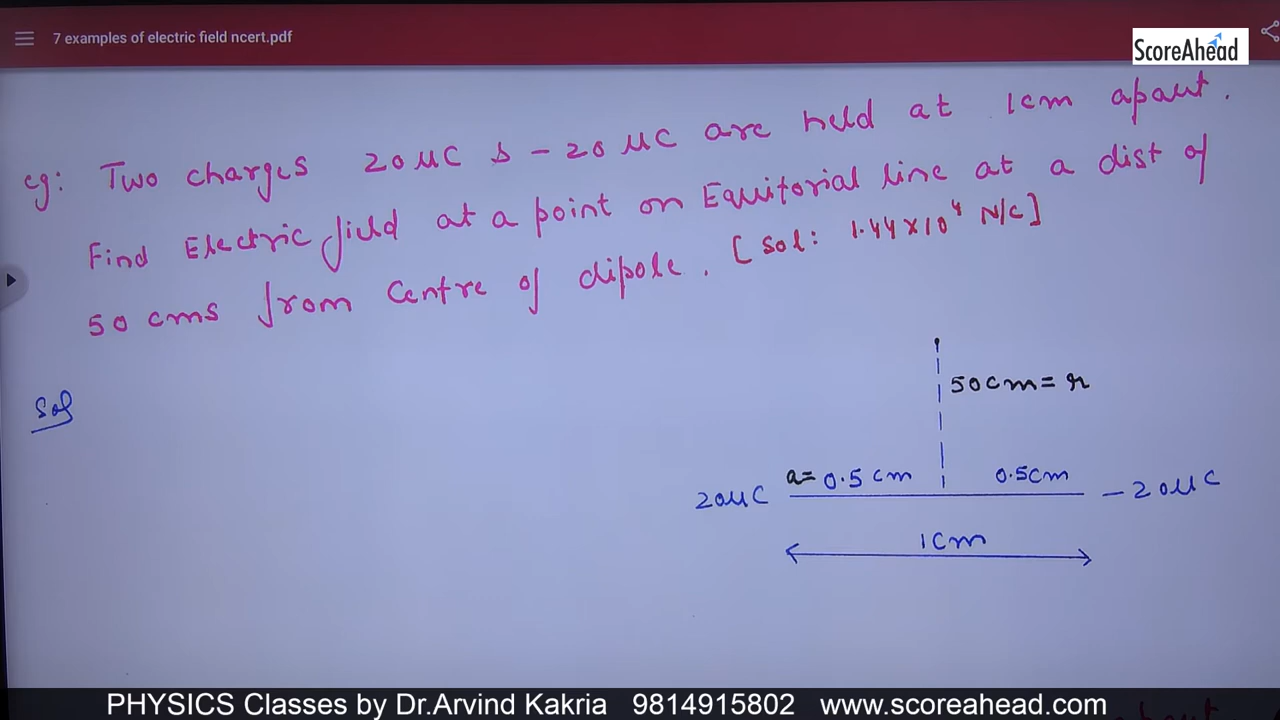 7 examples of electric field ncert.pdf
ScoreAhead
eg: Two charges 20 μC & -20 μC are held at 1cm apart.
Find Electric field at a point on Equitorial line at a dist of
50 cms from Centre of dipole. [Sol: 1.44×10⁴ N/C]
Sol
50cm = r
a= 0.5 cm 0.5cm
20μC -20μC
1cm
PHYSICS Classes by Dr.Arvind Kakria 9814915802 www.scoreahead.com